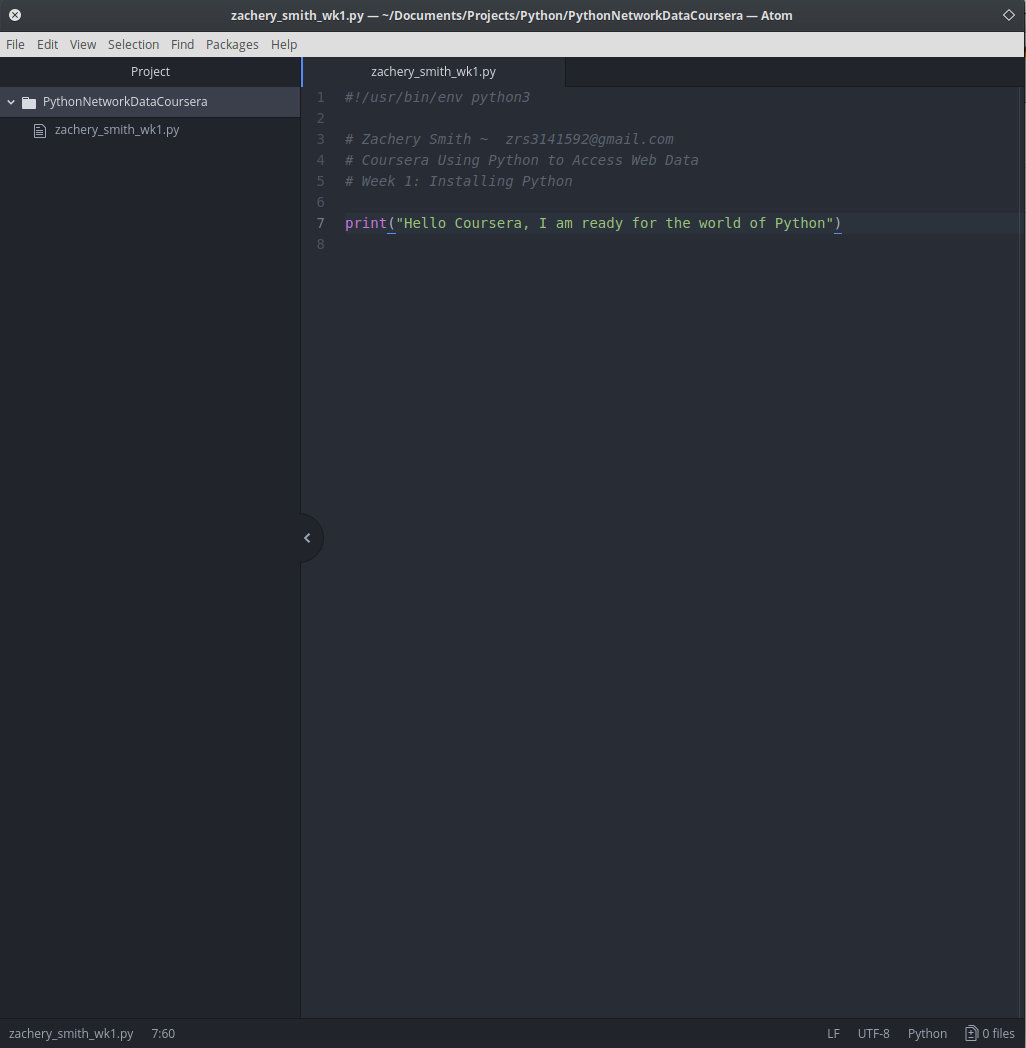 zachery_smith_wk1.py — ~/Documents/Projects/Python/PythonNetworkDataCoursera — Atom
File Edit View Selection Find Packages Help
Project
zachery_smith_wk1.py
PythonNetworkDataCoursera
zachery_smith_wk1.py
1 #!/usr/bin/env python3
2
3 # Zachery Smith ~  zrs3141592@gmail.com
4 # Coursera Using Python to Access Web Data
5 # Week 1: Installing Python
6
7 print("Hello Coursera, I am ready for the world of Python")
8
zachery_smith_wk1.py 7:60 LF UTF-8 Python 0 files